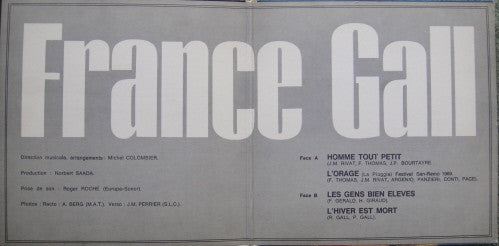 France Gall
Direction musicale, arrangements : Michel COLOMBIER.
Production : Norbert SAADA.
Prise de son : Roger ROCHE (Europa-Sonor).
Photos : Recto : A. BERG (M.A.T.). Verso : J.M. PERRIER (S.L.C.).
Face A HOMME TOUT PETIT
(J.M. RIVAT, F. THOMAS, J.P. BOURTAYRE.
L'ORAGE (La Pioggia) Festival San-Remo 1969.
(F. THOMAS, J.M. RIVAT, ARGENIO, PANZERI, CONTI, PACE).
Face B LES GENS BIEN ELEVES
(F. GERALD, H. GIRAUD).
L'HIVER EST MORT
(R. GALL, P. GALL).